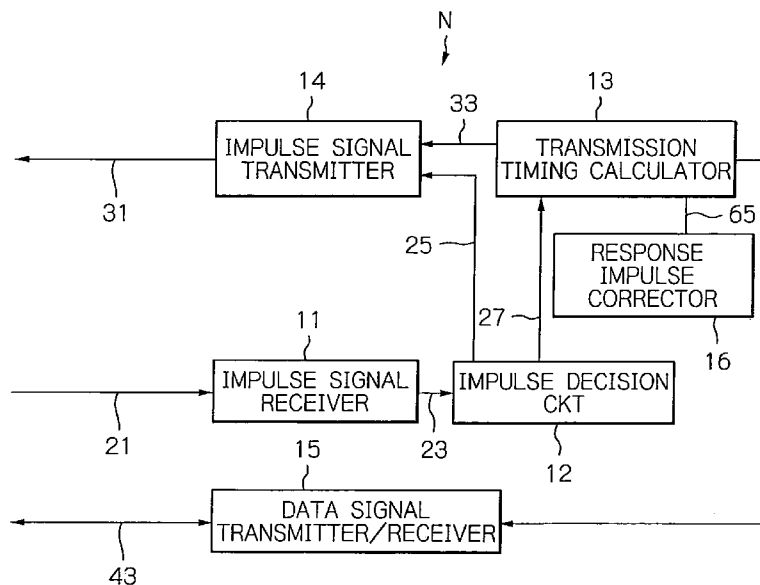 N
14
13
33
IMPULSE SIGNAL
TRANSMITTER
TRANSMISSION
TIMING CALCULATOR
31
25
65
RESPONSE
IMPULSE
CORRECTOR
27
11
16
IMPULSE SIGNAL
RECEIVER
IMPULSE DECISION
CKT
21
23
15
12
DATA SIGNAL
TRANSMITTER/RECEIVER
43